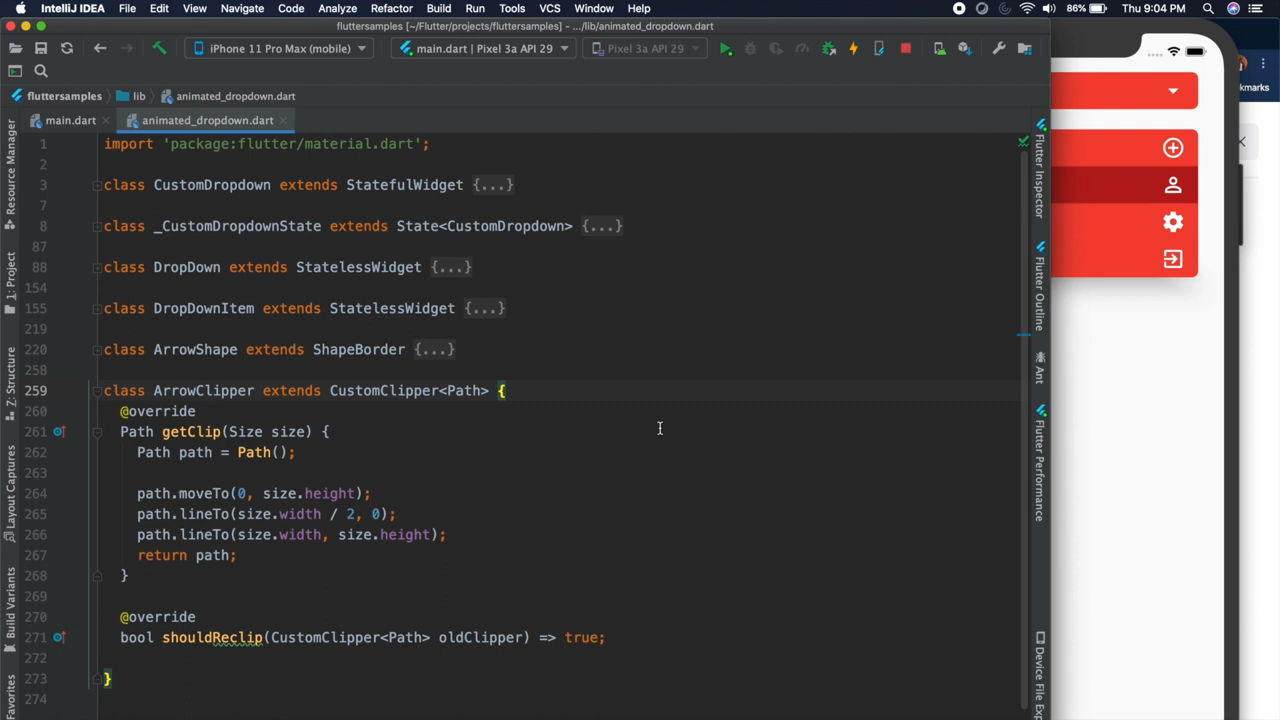 IntelliJ IDEA File Edit View Navigate Code Analyze Refactor Build Run Tools VCS Window Help 86% Thu 9:04 PM
fluttersamples [~/Flutter/projects/fluttersamples] - .../lib/animated_dropdown.dart
iPhone 11 Pro Max (mobile) main.dart | Pixel 3a API 29 Pixel 3a API 29
fluttersamples lib animated_dropdown.dart
main.dart animated_dropdown.dart
1 import 'package:flutter/material.dart';
2
3 class CustomDropdown extends StatefulWidget {...}
7
8 class _CustomDropdownState extends State<CustomDropdown> {...}
87
88 class DropDown extends StatelessWidget {...}
154
155 class DropDownItem extends StatelessWidget {...}
219
220 class ArrowShape extends ShapeBorder {...}
258
259 class ArrowClipper extends CustomClipper<Path> {
260 @override
261 Path getClip(Size size) {
262 Path path = Path();
263
264 path.moveTo(0, size.height);
265 path.lineTo(size.width / 2, 0);
266 path.lineTo(size.width, size.height);
267 return path;
268 }
269
270 @override
271 bool shouldReclip(CustomClipper<Path> oldClipper) => true;
272
273 }
274
Resource Manager
1: Project
Z: Structure
Layout Captures
Build Variants
Favorites
Flutter Inspector
Flutter Outline
Ant
Flutter Performance
Device File Exp
kmarks